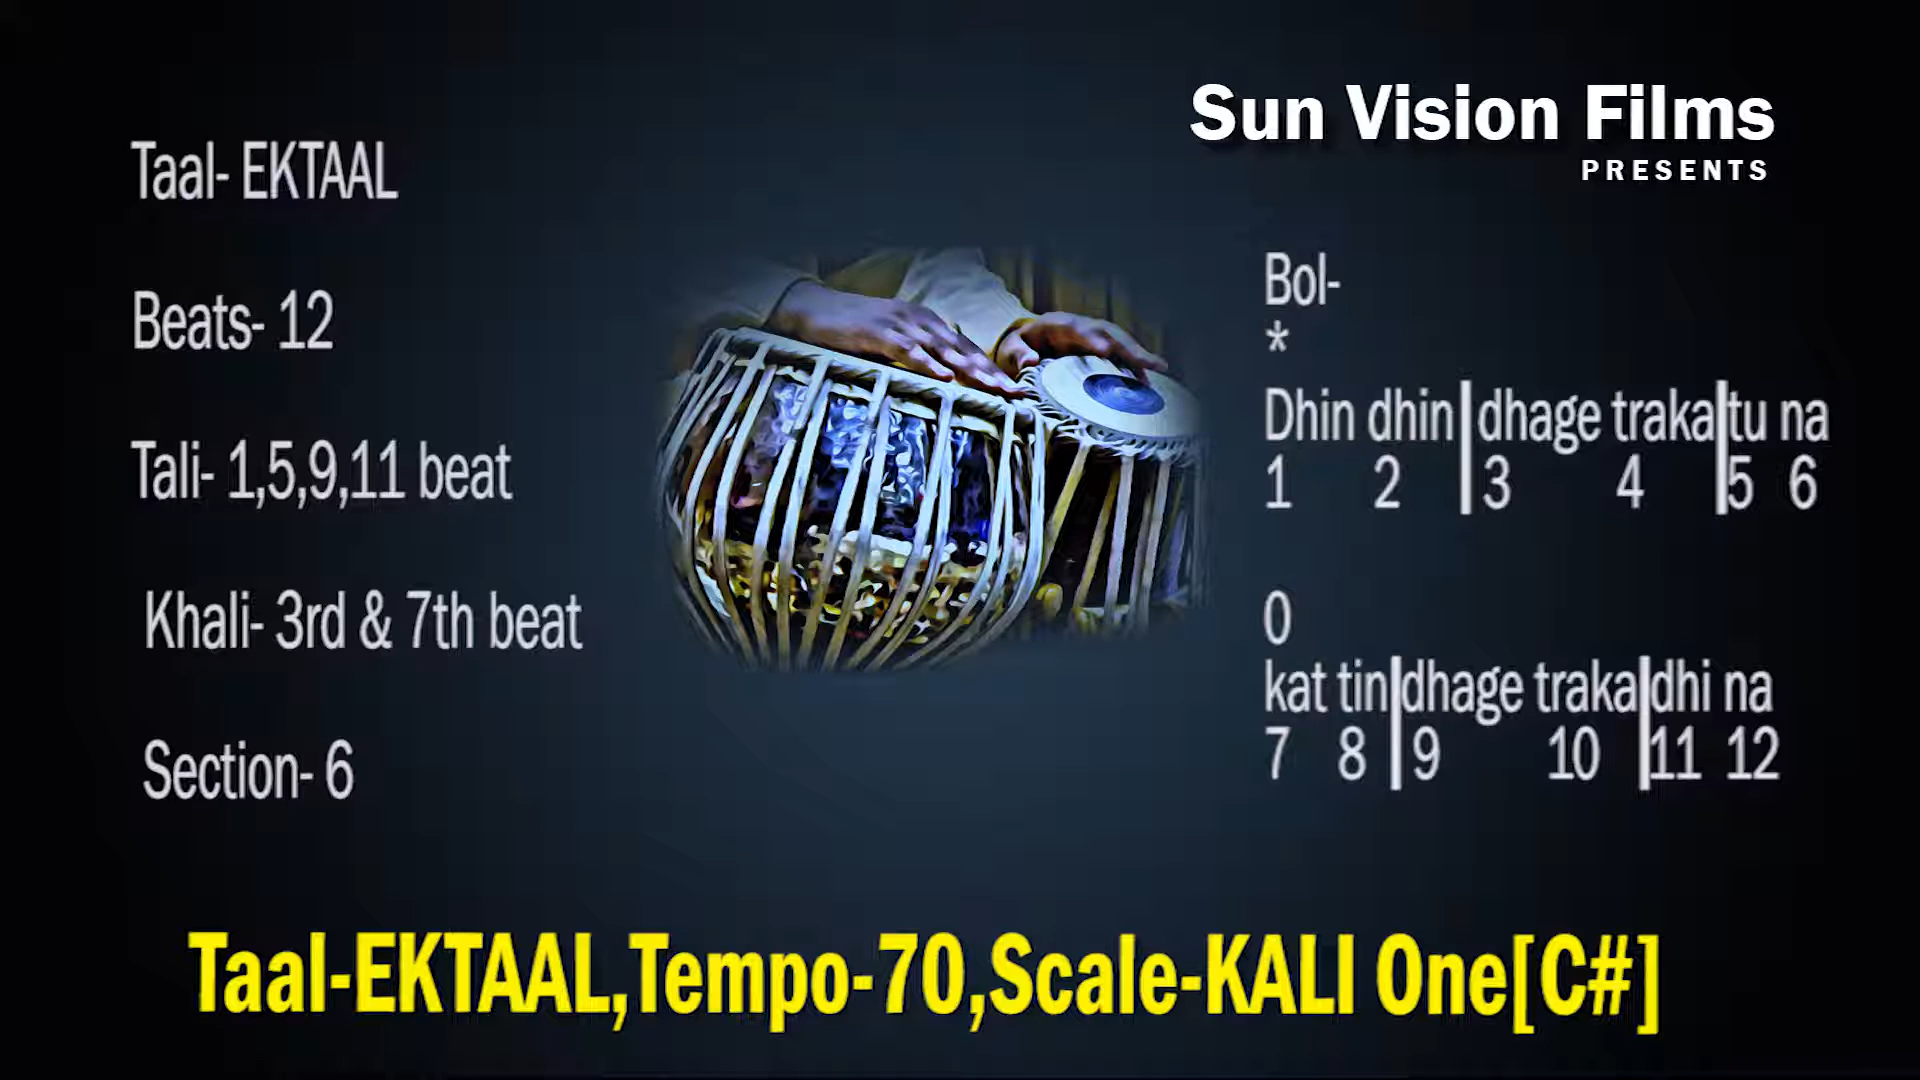 Sun Vision Films
PRESENTS
Taal- EKTAAL
Beats- 12
Tali- 1,5,9,11 beat
Khali- 3rd & 7th beat
Section- 6
Bol-
*
Dhin dhin|dhage traka|tu na
1 2 |3 4 |5 6
0
kat tin|dhage traka|dhi na
7 8 |9 10 |11 12
Taal-EKTAAL,Tempo-70,Scale-KALI One[C#]